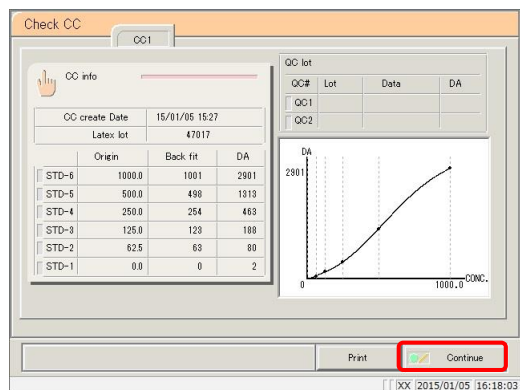 Check CC
CC1
CC info
CC create Date 15/01/05 15:27
Latex lot 47017
Origin Back fit DA
STD-6 1000.0 1001 2901
STD-5 500.0 498 1313
STD-4 250.0 254 463
STD-3 125.0 123 188
STD-2 62.5 63 80
STD-1 0.0 0 2
QC lot
QC# Lot Data DA
QC1
QC2
DA
2901
0 1000.0 CONC.
Print Continue
XX 2015/01/05 16:18:03